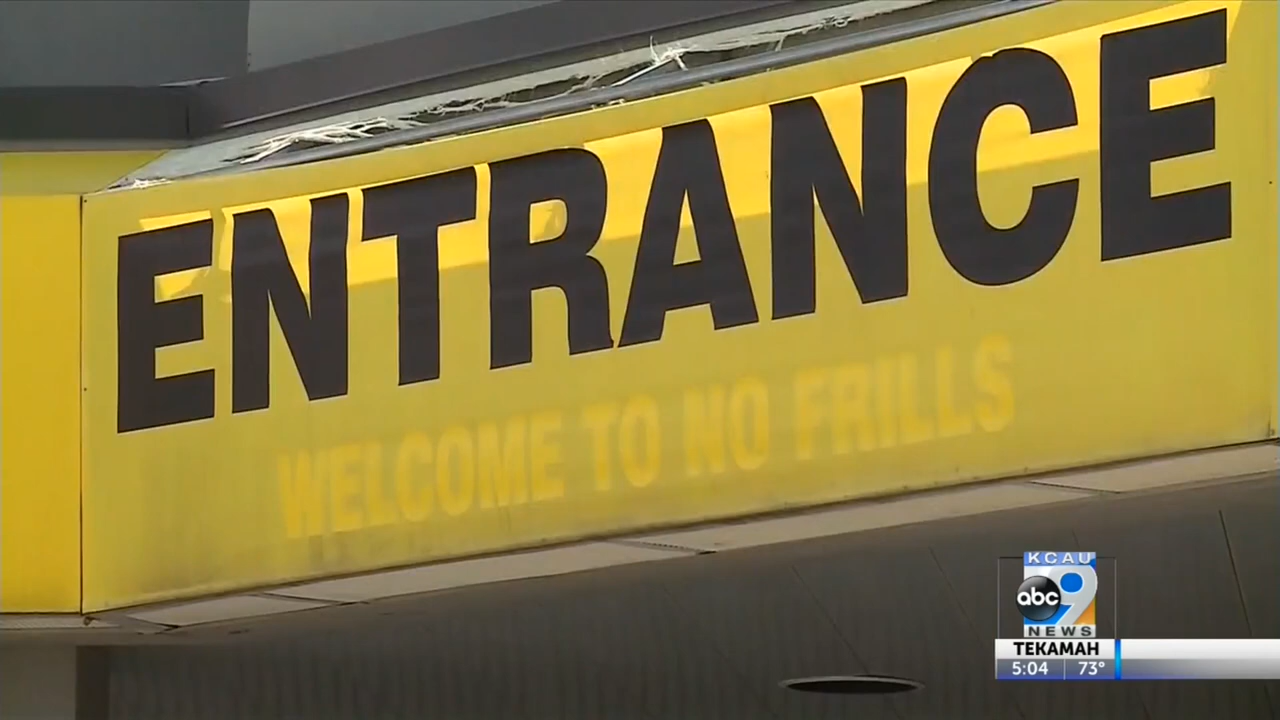 ENTRANCE
WELCOME TO NO FRILLS
KCAU
abc 9
NEWS
TEKAMAH
5:04 73°